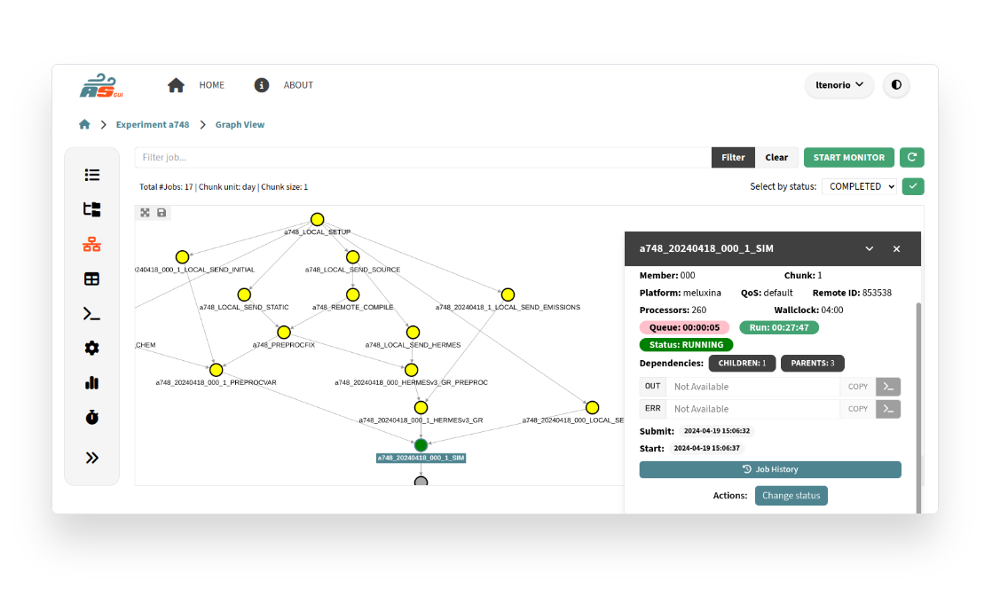 AS GUI
HOME
ABOUT
ltenorio
Experiment a748
Graph View
Filter job...
Filter
Clear
START MONITOR
Total #Jobs: 17 | Chunk unit: day | Chunk size: 1
Select by status:
COMPLETED
a748_LOCAL_SETUP
240418_000_1_LOCAL_SEND_INITIAL
a748_LOCAL_SEND_SOURCE
a748_LOCAL_SEND_STATIC
a748_REMOTE_COMPILE
a748_20240418_1_LOCAL_SEND_EMISSIONS
_CHEM
a748_PREPROCFIX
a748_LOCAL_SEND_HERMES
a748_20240418_000_1_PREPROCVAR
a748_20240418_000_HERMESv3_GR_PREPROC
a748_20240418_000_1_HERMESv3_GR
a748_20240418_000_LOCAL_SE
a748_20240418_000_1_SIM
a748_20240418_000_1_SIM
Member: 000 Chunk: 1
Platform: meluxina QoS: default Remote ID: 853538
Processors: 260 Wallclock: 04:00
Queue: 00:00:05 Run: 00:27:47
Status: RUNNING
Dependencies: CHILDREN: 1 PARENTS: 3
OUT Not Available COPY
ERR Not Available COPY
Submit: 2024-04-19 15:06:32
Start: 2024-04-19 15:06:37
Job History
Actions: Change status